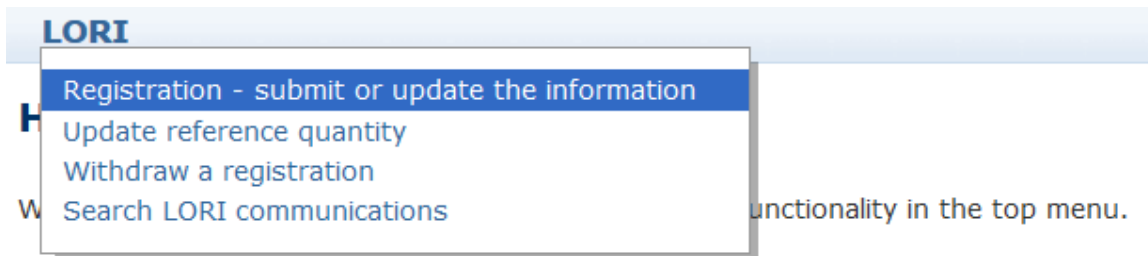 LORI
Registration - submit or update the information
Update reference quantity
Withdraw a registration
Search LORI communications
unctionality in the top menu.